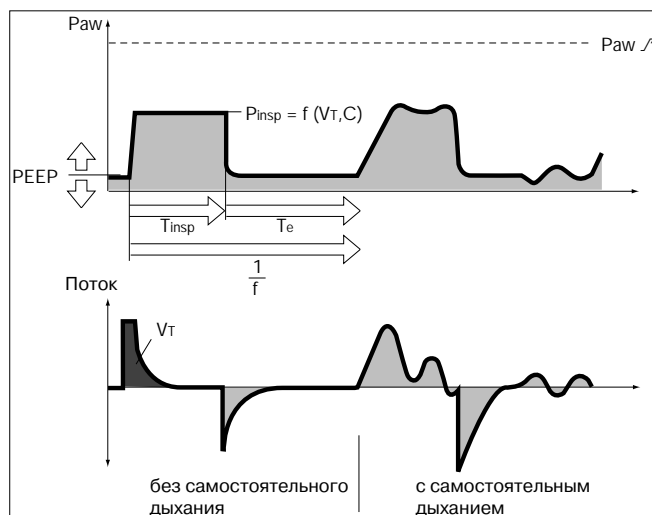 Paw
Paw
Pinsp = f (VT,C)
PEEP
Tinsp
Te
1
f
Поток
VT
без самостоятельного
дыхания
с самостоятельным
дыханием